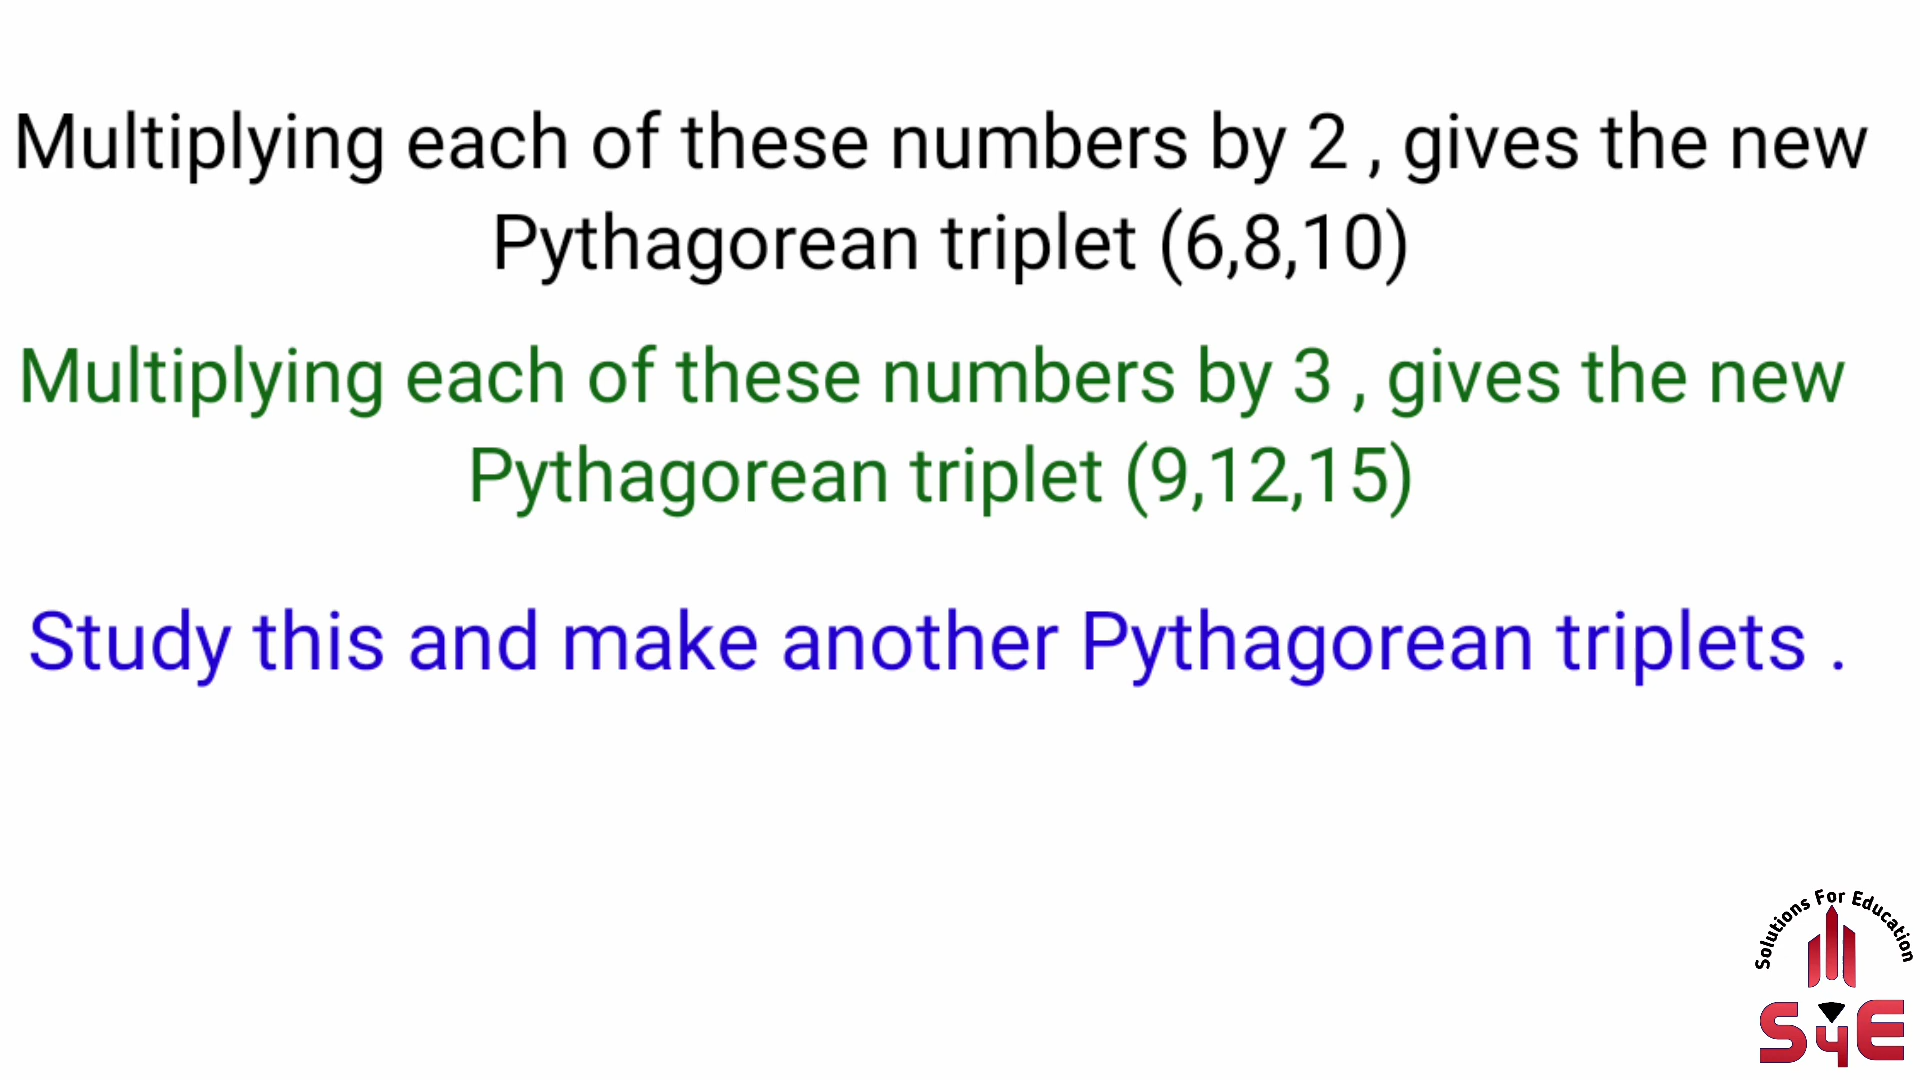 Multiplying each of these numbers by 2 , gives the new
Pythagorean triplet (6,8,10)
Multiplying each of these numbers by 3 , gives the new
Pythagorean triplet (9,12,15)
Study this and make another Pythagorean triplets .
Solutions For Education
S4E